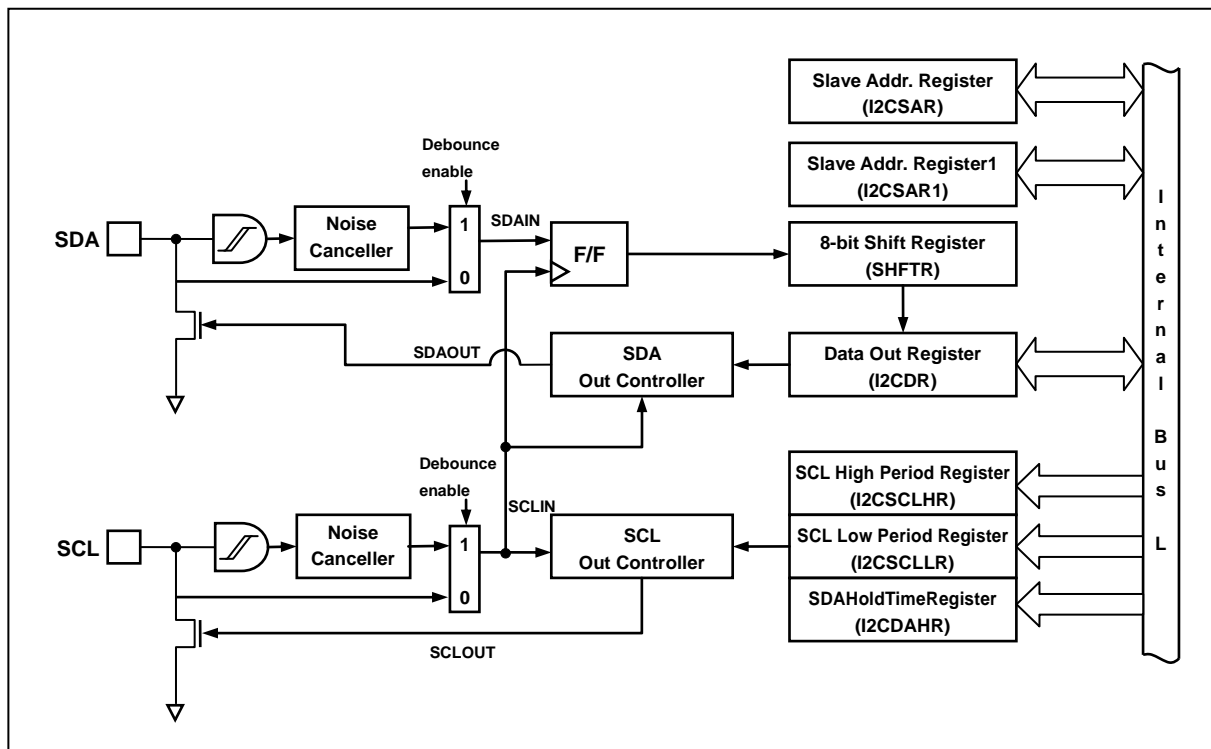 Slave Addr. Register
(I2CSAR)
Slave Addr. Register1
(I2CSAR1)
Debounce
enable
SDA
Noise
Canceller
1
0
SDAIN
F/F
8-bit Shift Register
(SHFTR)
SDAOUT
SDA
Out Controller
Data Out Register
(I2CDR)
Debounce
enable
SCL
Noise
Canceller
1
0
SCLIN
SCL
Out Controller
SCLOUT
SCL High Period Register
(I2CSCLHR)
SCL Low Period Register
(I2CSCLLR)
SDAHoldTimeRegister
(I2CDAHR)
Internal Bus L